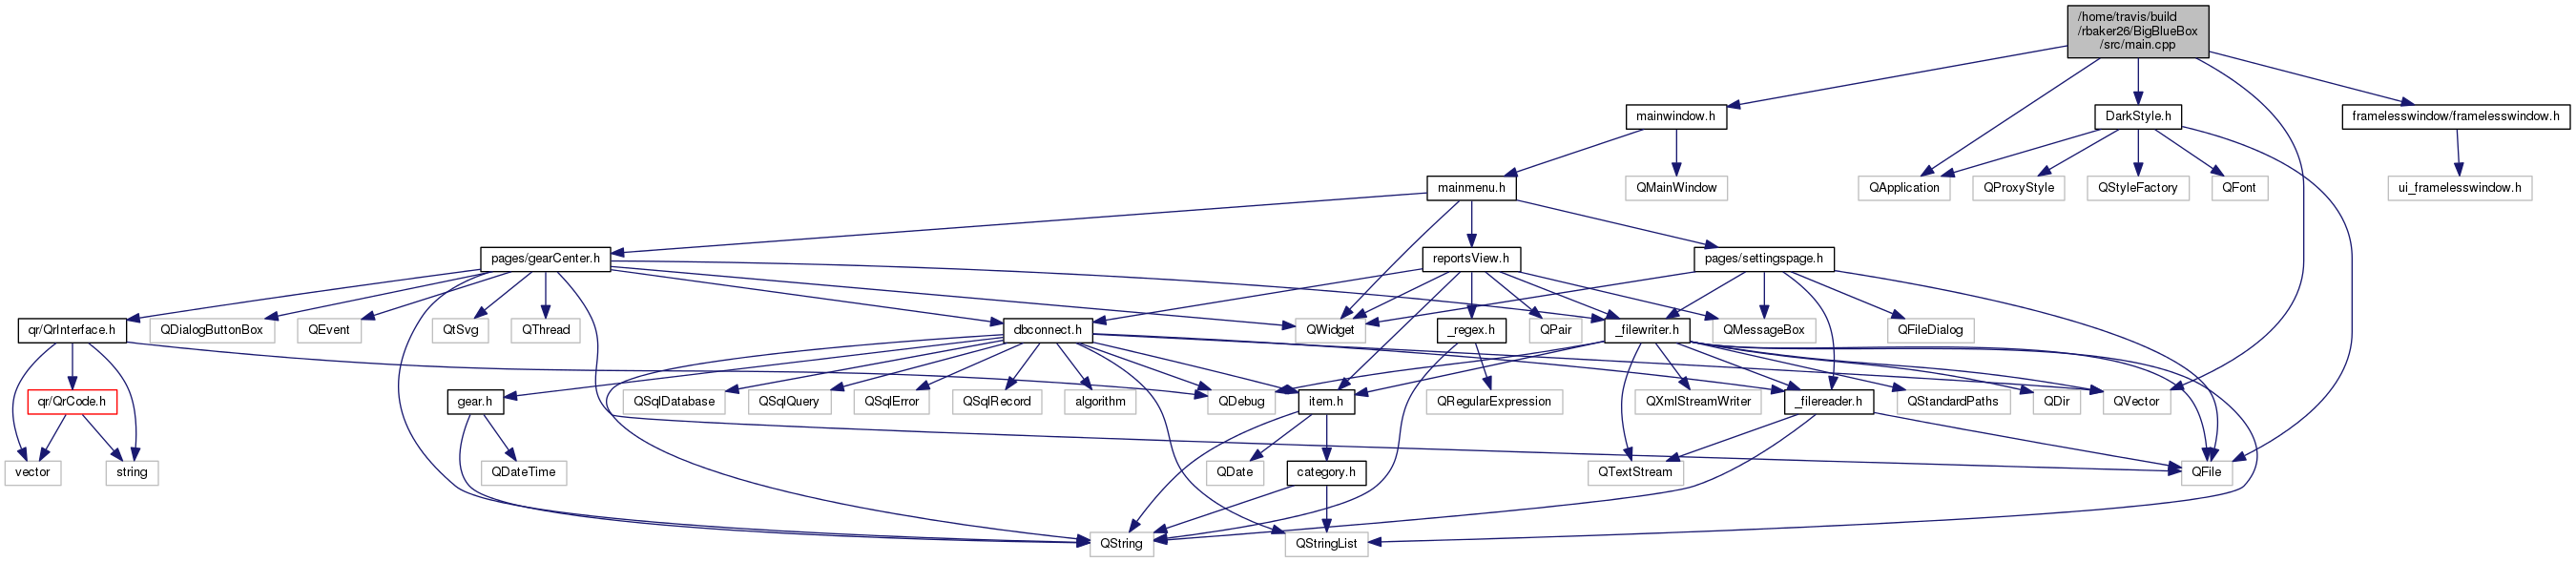 /home/travis/build
/rbaker26/BigBlueBox
/src/main.cpp
mainwindow.h
DarkStyle.h
framelesswindow/framelesswindow.h
mainmenu.h
QMainWindow
QApplication
QProxyStyle
QStyleFactory
QFont
ui_framelesswindow.h
pages/gearCenter.h
reportsView.h
pages/settingspage.h
qr/QrInterface.h
QDialogButtonBox
QEvent
QtSvg
QThread
dbconnect.h
QWidget
_regex.h
QPair
_filewriter.h
QMessageBox
QFileDialog
qr/QrCode.h
gear.h
QSqlDatabase
QSqlQuery
QSqlError
QSqlRecord
algorithm
QDebug
item.h
QRegularExpression
QXmlStreamWriter
_filereader.h
QStandardPaths
QDir
QVector
vector
string
QDateTime
QDate
category.h
QTextStream
QFile
QString
QStringList